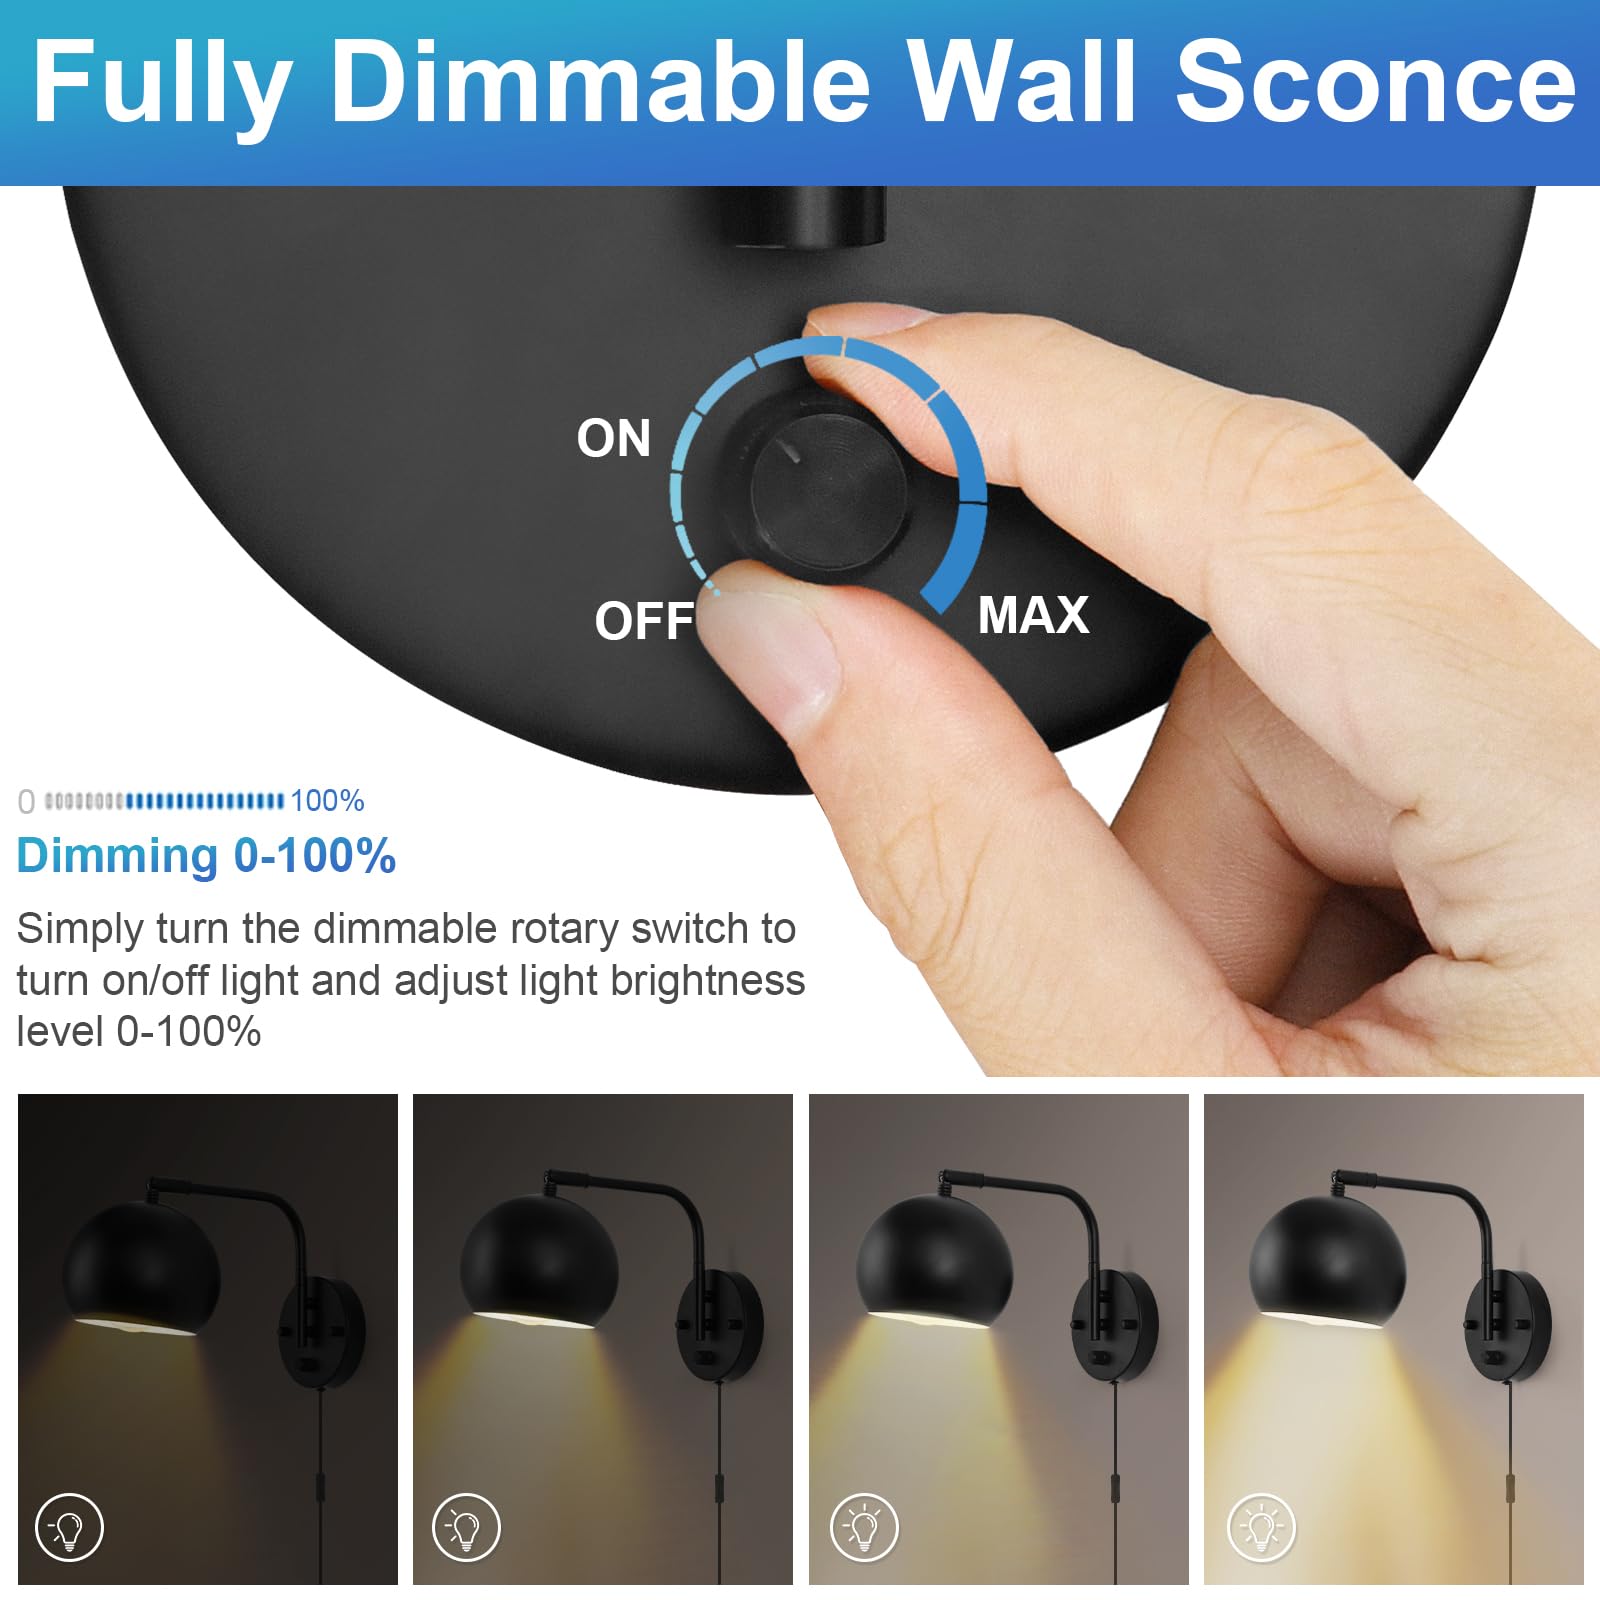 Fully Dimmable Wall Sconce
ON
OFF
MAX
0 100%
Dimming 0-100%
Simply turn the dimmable rotary switch to
turn on/off light and adjust light brightness
level 0-100%